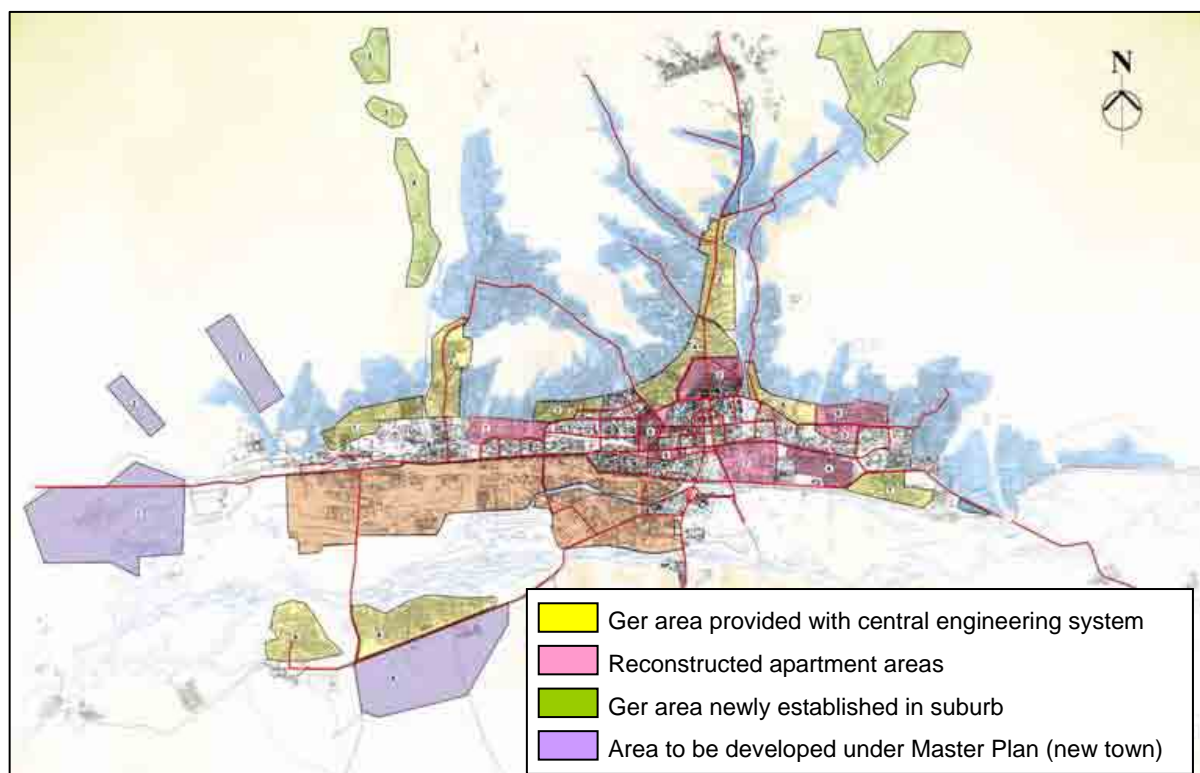 N
Ger area provided with central engineering system
Reconstructed apartment areas
Ger area newly established in suburb
Area to be developed under Master Plan (new town)